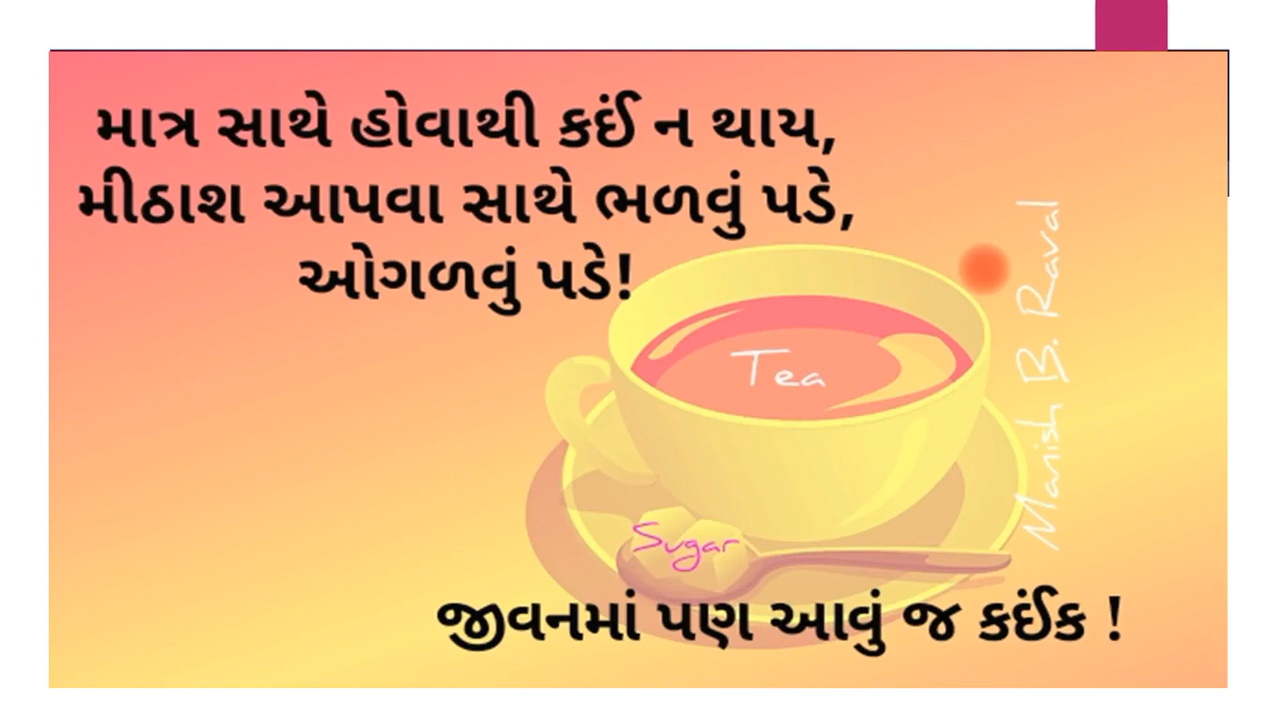 માત્ર સાથે હોવાથી કઈં ન થાય,
મીઠાશ આપવા સાથે ભળવું પડે,
ઓગળવું પડે!
Tea
Manish B. Raval
Sugar
જીવનમાં પણ આવું જ કઈંક !